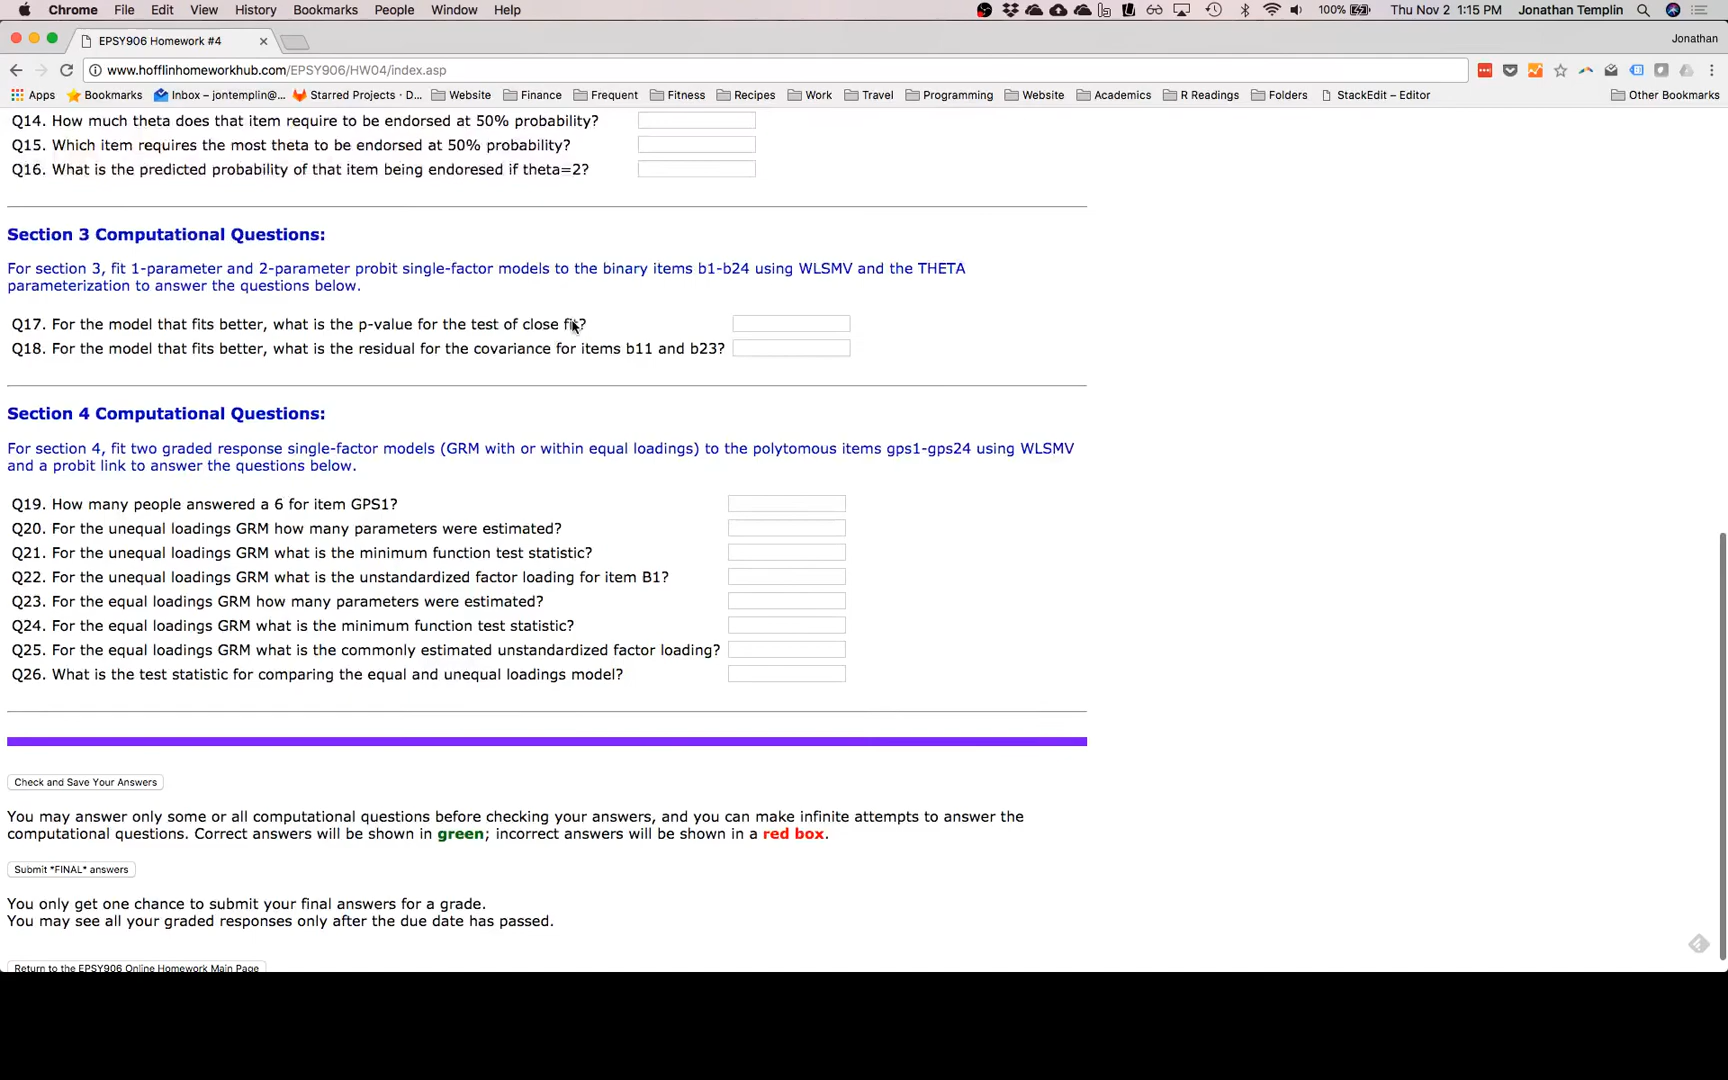 Chrome File Edit View History Bookmarks People Window Help 100% Thu Nov 2 1:15 PM Jonathan Templin
EPSY906 Homework #4 Jonathan
www.hofflinhomeworkhub.com/EPSY906/HW04/index.asp
Apps Bookmarks Inbox – jontemplin@... Starred Projects · D... Website Finance Frequent Fitness Recipes Work Travel Programming Website Academics R Readings Folders StackEdit – Editor Other Bookmarks
Q14. How much theta does that item require to be endorsed at 50% probability?
Q15. Which item requires the most theta to be endorsed at 50% probability?
Q16. What is the predicted probability of that item being endoresed if theta=2?
Section 3 Computational Questions:
For section 3, fit 1-parameter and 2-parameter probit single-factor models to the binary items b1-b24 using WLSMV and the THETA
parameterization to answer the questions below.
Q17. For the model that fits better, what is the p-value for the test of close fit?
Q18. For the model that fits better, what is the residual for the covariance for items b11 and b23?
Section 4 Computational Questions:
For section 4, fit two graded response single-factor models (GRM with or within equal loadings) to the polytomous items gps1-gps24 using WLSMV
and a probit link to answer the questions below.
Q19. How many people answered a 6 for item GPS1?
Q20. For the unequal loadings GRM how many parameters were estimated?
Q21. For the unequal loadings GRM what is the minimum function test statistic?
Q22. For the unequal loadings GRM what is the unstandardized factor loading for item B1?
Q23. For the equal loadings GRM how many parameters were estimated?
Q24. For the equal loadings GRM what is the minimum function test statistic?
Q25. For the equal loadings GRM what is the commonly estimated unstandardized factor loading?
Q26. What is the test statistic for comparing the equal and unequal loadings model?
Check and Save Your Answers
You may answer only some or all computational questions before checking your answers, and you can make infinite attempts to answer the
computational questions. Correct answers will be shown in green; incorrect answers will be shown in a red box.
Submit *FINAL* answers
You only get one chance to submit your final answers for a grade.
You may see all your graded responses only after the due date has passed.
Return to the EPSY906 Online Homework Main Page